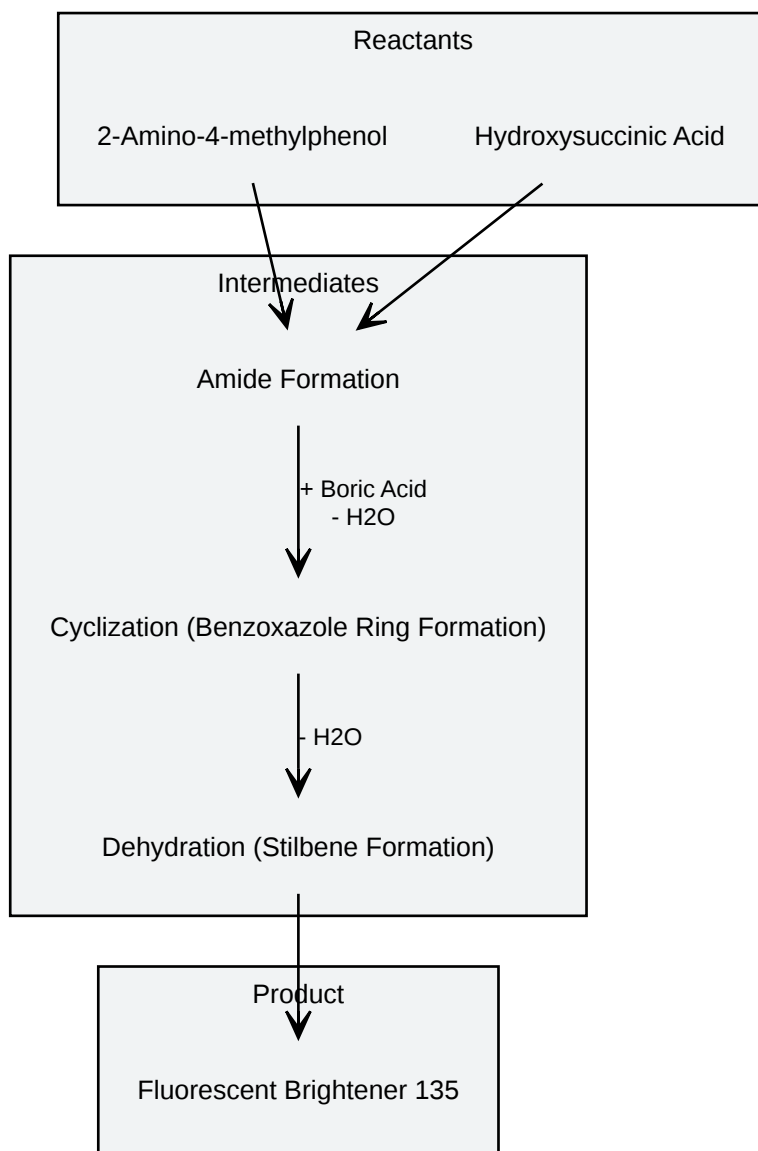 Reactants
2-Amino-4-methylphenol
Hydroxysuccinic Acid
Intermediates
Amide Formation
+ Boric Acid
- H2O
Cyclization (Benzoxazole Ring Formation)
- H2O
Dehydration (Stilbene Formation)
Product
Fluorescent Brightener 135